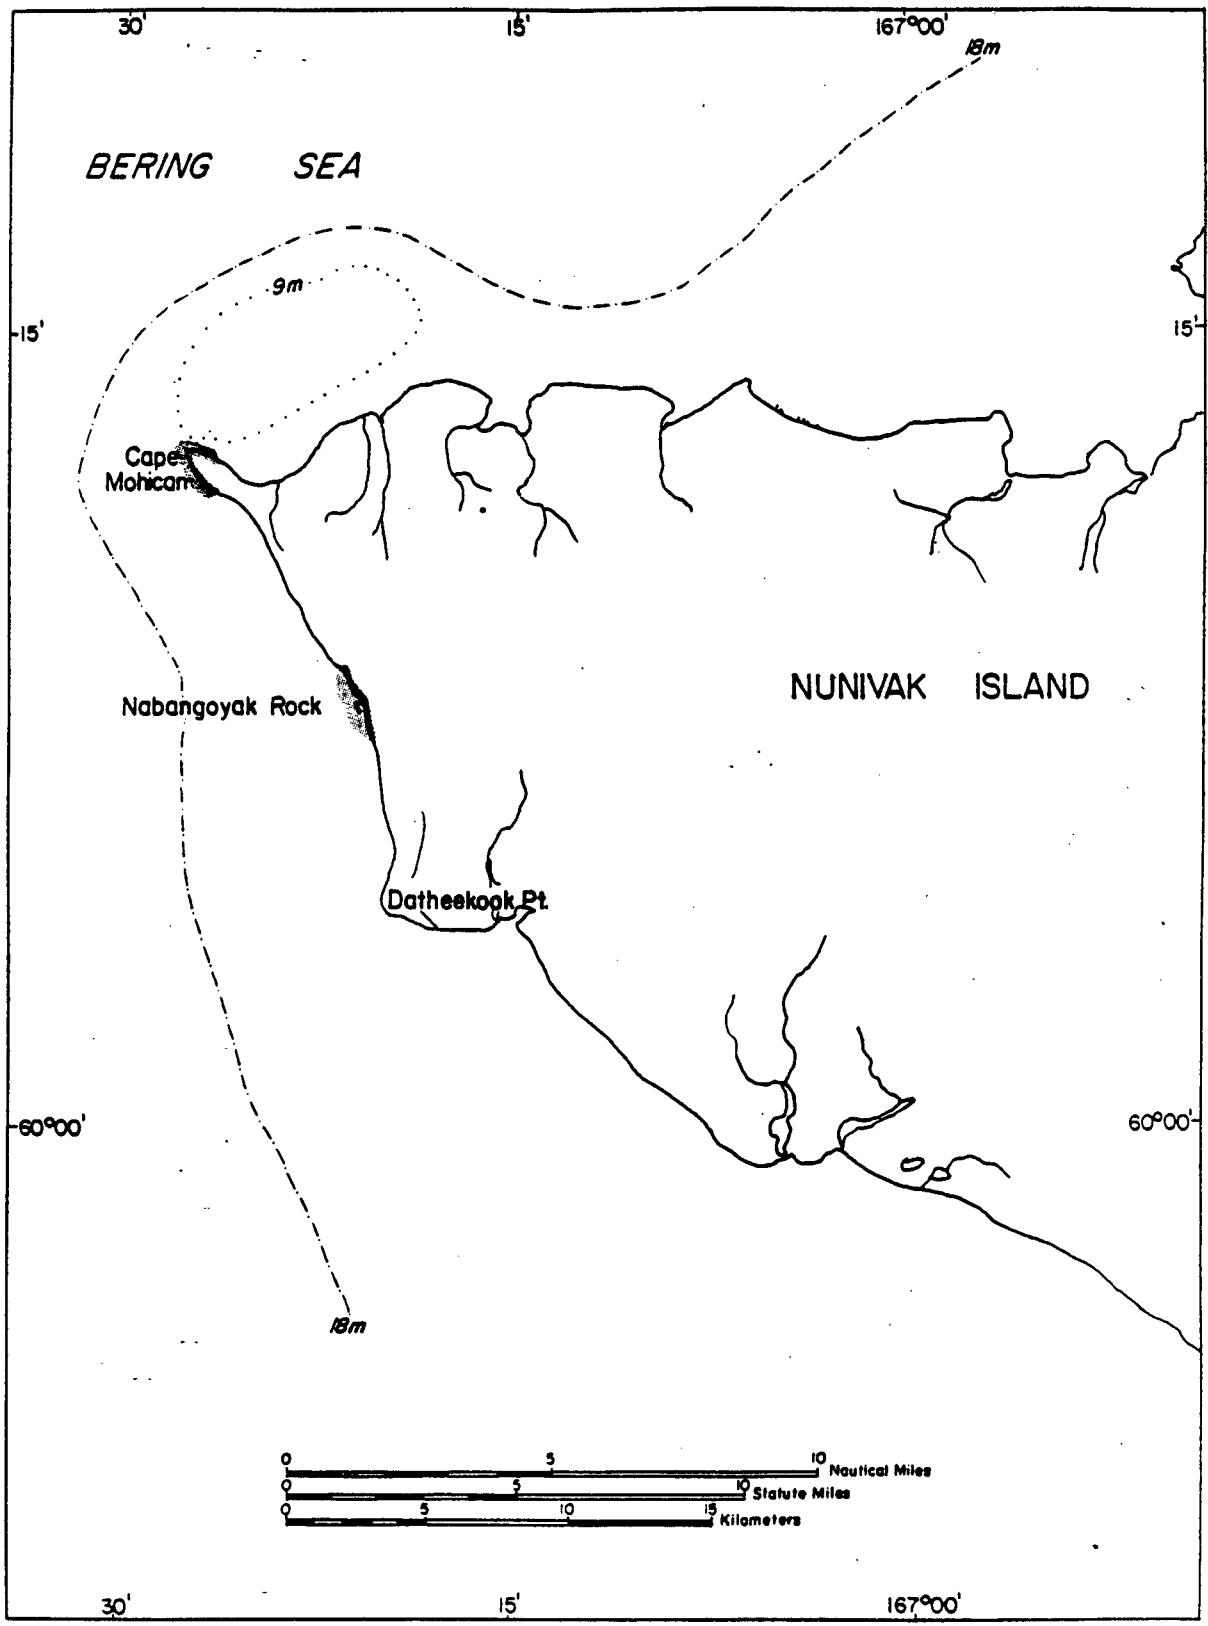 30' 15' 167°00'
18m
BERING SEA
9m
15' 15'
Cape
Mohican
NUNIVAK ISLAND
Nabangoyak Rock
Datheekook Pt.
60°00' 60°00'
18m
0 5 10 Nautical Miles
0 5 10 Statute Miles
0 5 10 15 Kilometers
30' 15' 167°00'